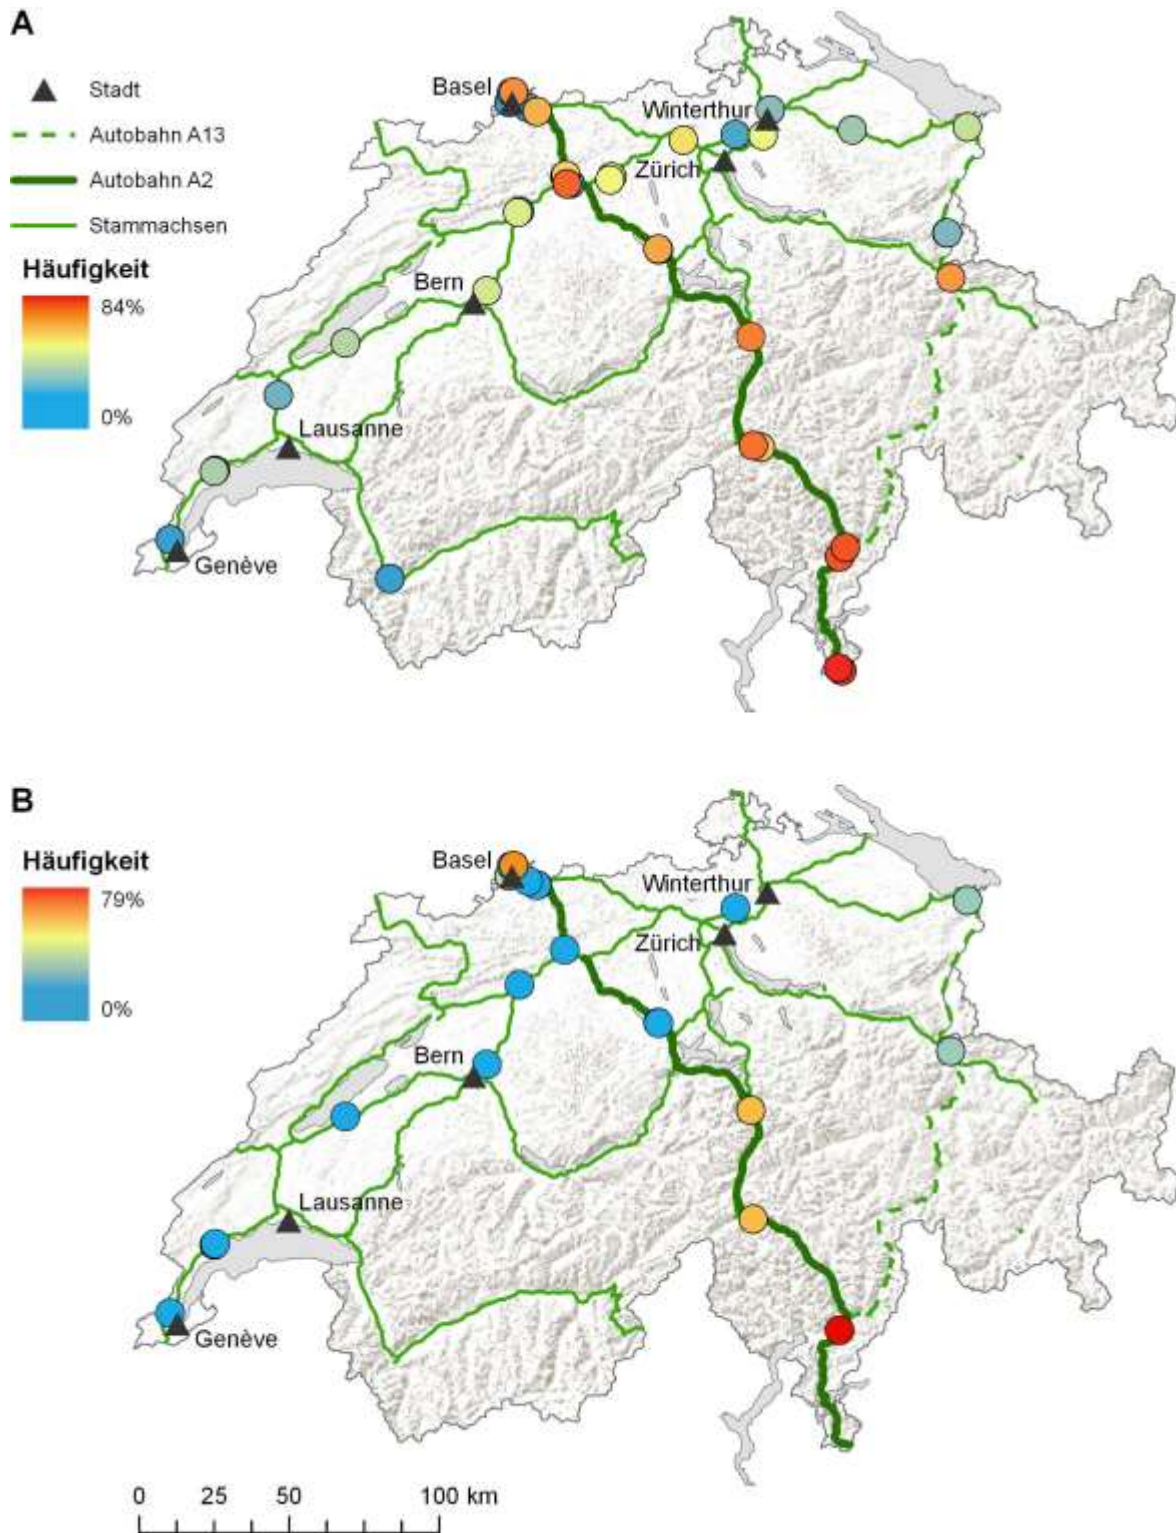 A
Stadt
Autobahn A13
Autobahn A2
Stammachsen
Häufigkeit
84%
0%
Basel
Winterthur
Zürich
Bern
Lausanne
Genève
B
Häufigkeit
79%
0%
Basel
Winterthur
Zürich
Bern
Lausanne
Genève
0 25 50 100 km